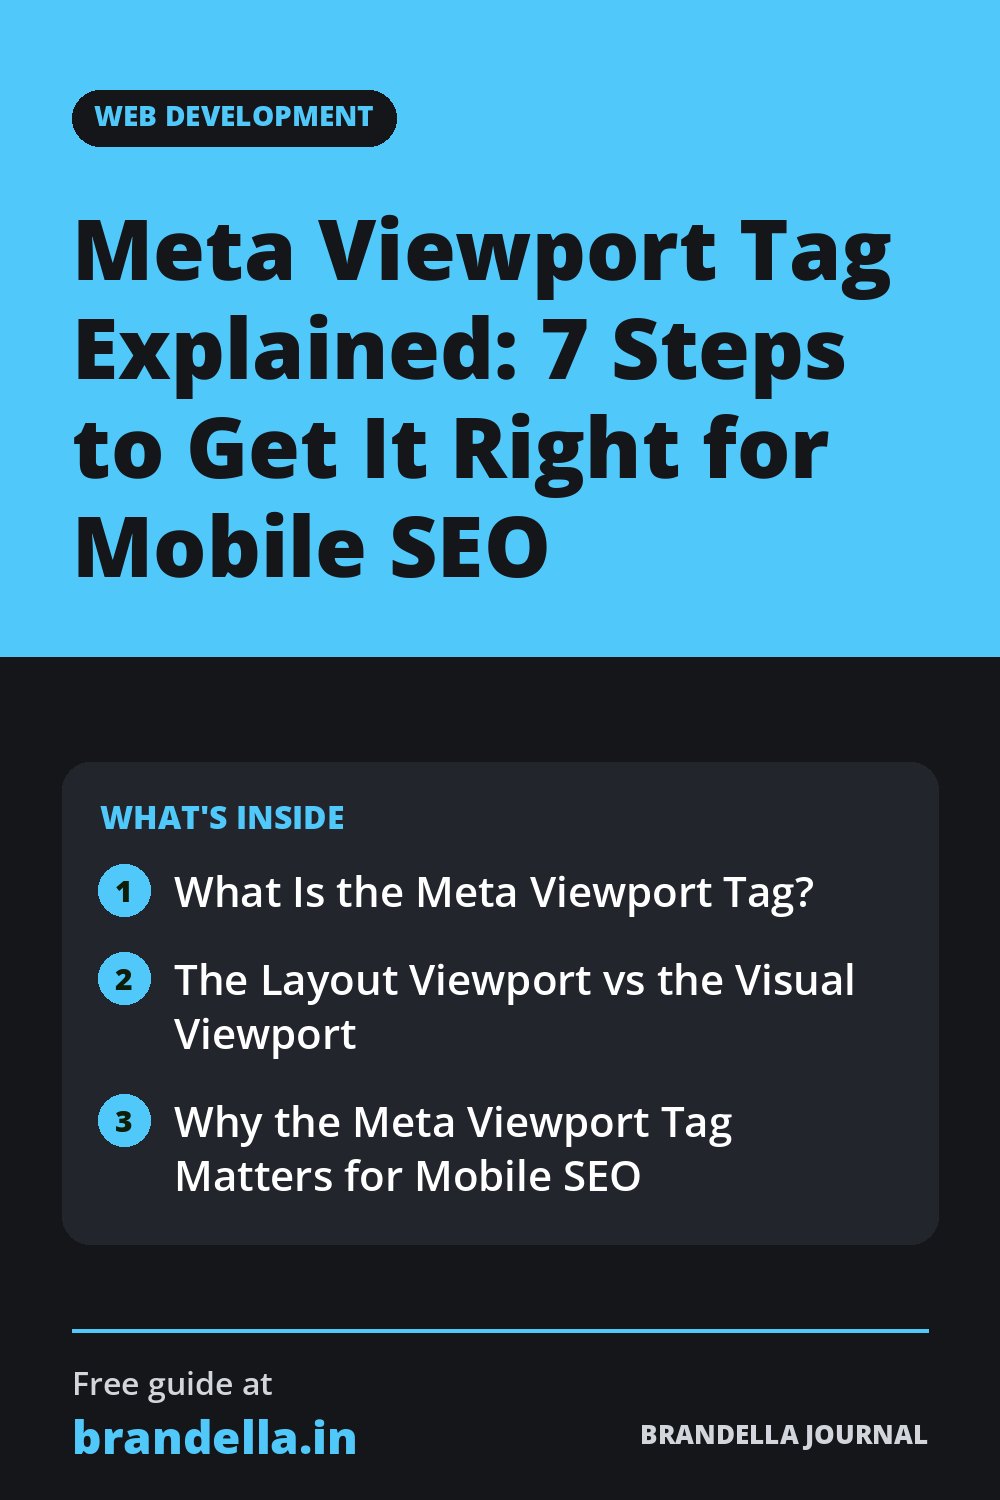 WEB DEVELOPMENT
Meta Viewport Tag
Explained: 7 Steps
to Get It Right for
Mobile SEO
WHAT'S INSIDE
1 What Is the Meta Viewport Tag?
2 The Layout Viewport vs the Visual
Viewport
3 Why the Meta Viewport Tag
Matters for Mobile SEO
Free guide at
brandella.in
BRANDELLA JOURNAL